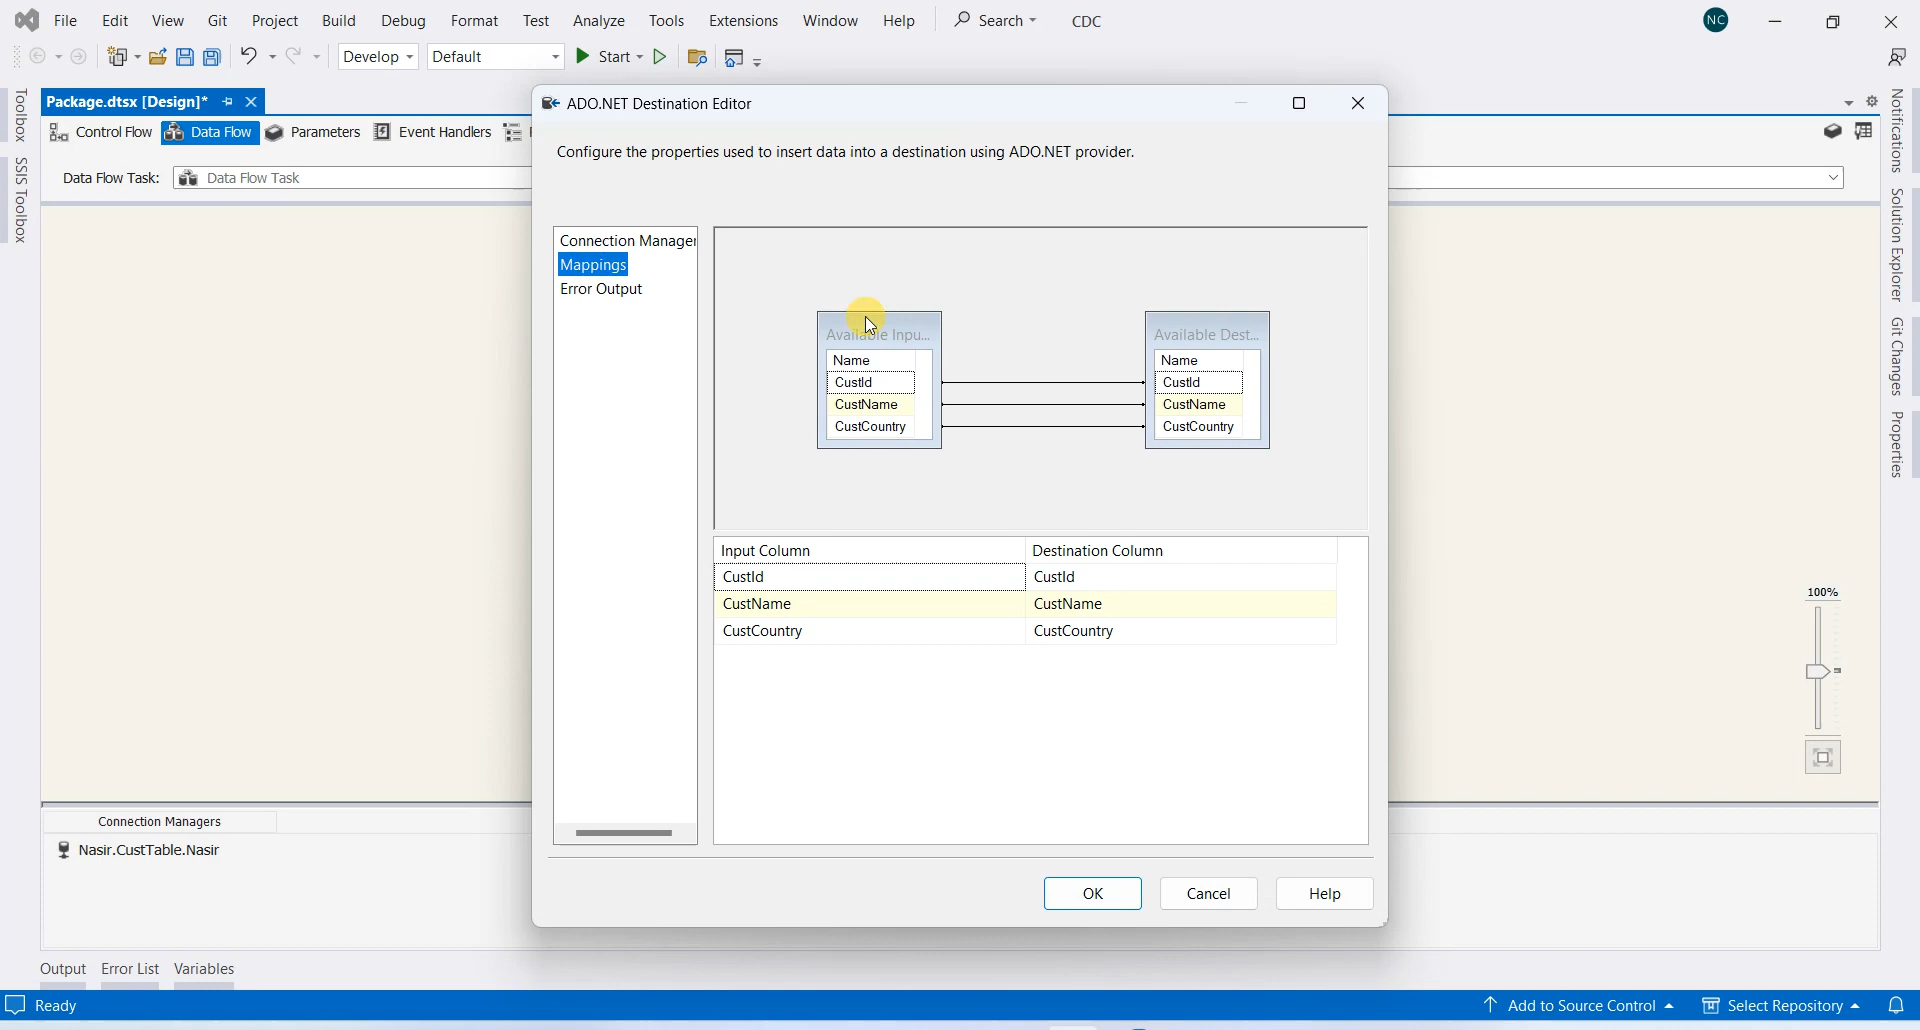 File Edit View Git Project Build Debug Format Test Analyze Tools Extensions Window Help Search CDC NC
Develop Default Start
Package.dtsx [Design]*
ADO.NET Destination Editor
Control Flow Data Flow Parameters Event Handlers
Configure the properties used to insert data into a destination using ADO.NET provider.
Data Flow Task: Data Flow Task
Toolbox
SSIS Toolbox
Connection Manager
Mappings
Error Output
Available Inpu...
Name
CustId
CustName
CustCountry
Available Dest...
Name
CustId
CustName
CustCountry
Input Column Destination Column
CustId CustId
CustName CustName
CustCountry CustCountry
OK Cancel Help
100%
Notifications
Solution Explorer
Git Changes
Properties
Connection Managers
Nasir.CustTable.Nasir
Output Error List Variables
Ready Add to Source Control Select Repository